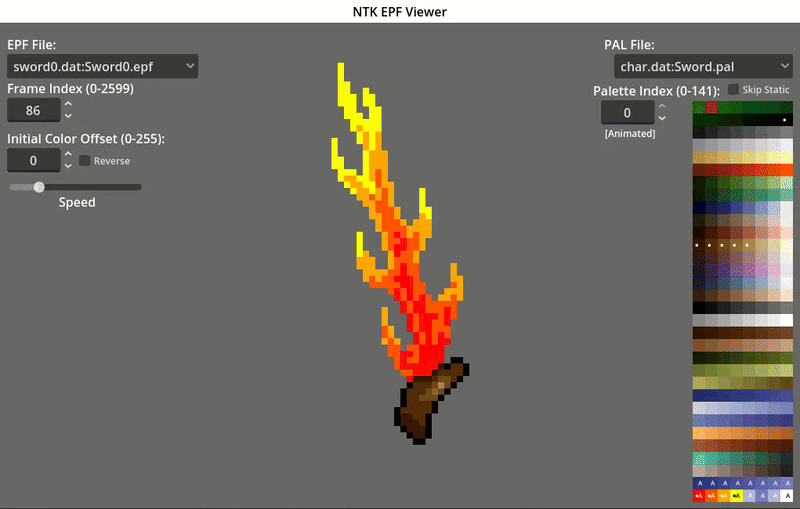 NTK EPF Viewer
EPF File:
sword0.dat:Sword0.epf
Frame Index (0-2599)
86
Initial Color Offset (0-255):
0
Reverse
Speed
PAL File:
char.dat:Sword.pal
Palette Index (0-141):
Skip Static
0
[Animated]
A A A A A A A A
A A A A A A A A